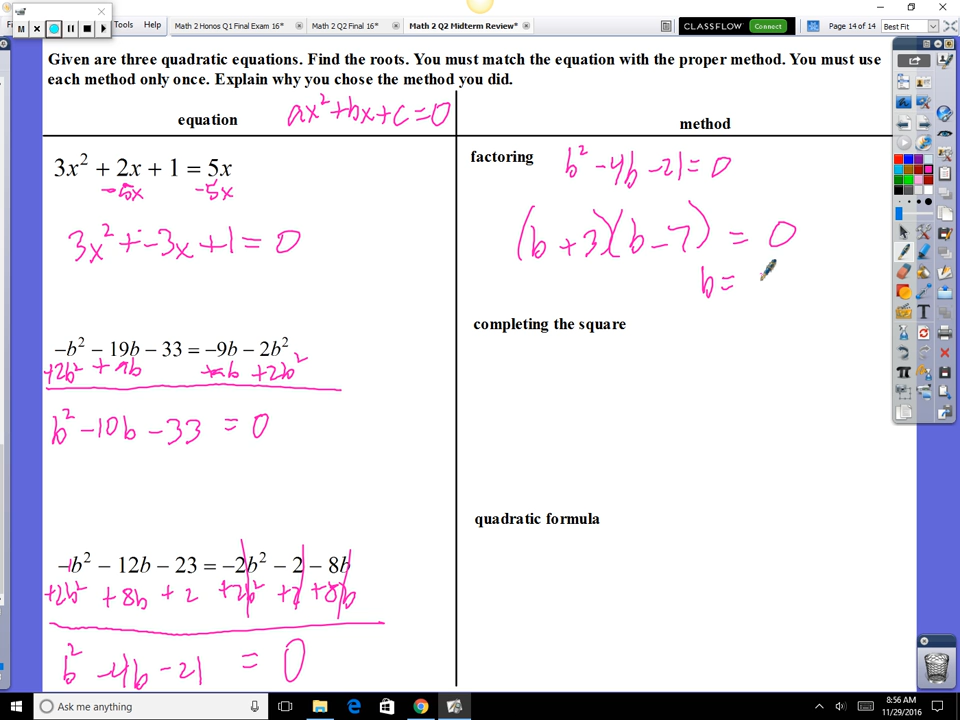 Tools Help Math 2 Honos Q1 Final Exam 16* Math 2 Q2 Final 16* Math 2 Q2 Midterm Review* CLASSFLOW Connect Page 14 of 14 Best Fit
Given are three quadratic equations. Find the roots. You must match the equation with the proper method. You must use
each method only once. Explain why you chose the method you did.
equation ax² + bx + c = 0
method
3x² + 2x + 1 = 5x
-5x -5x
3x² + -3x + 1 = 0
factoring b² - 4b - 21 = 0
(b + 3)(b - 7) = 0
b =
completing the square
−b² − 19b − 33 = −9b − 2b²
+2b² + 9b +9b +2b²
b² - 10b - 33 = 0
quadratic formula
−b² − 12b − 23 = −2b² − 2 − 8b
+2b² + 8b + 2 +2b² +2 +8b
b² - 4b - 21 = 0
Ask me anything
8:56 AM
11/29/2016